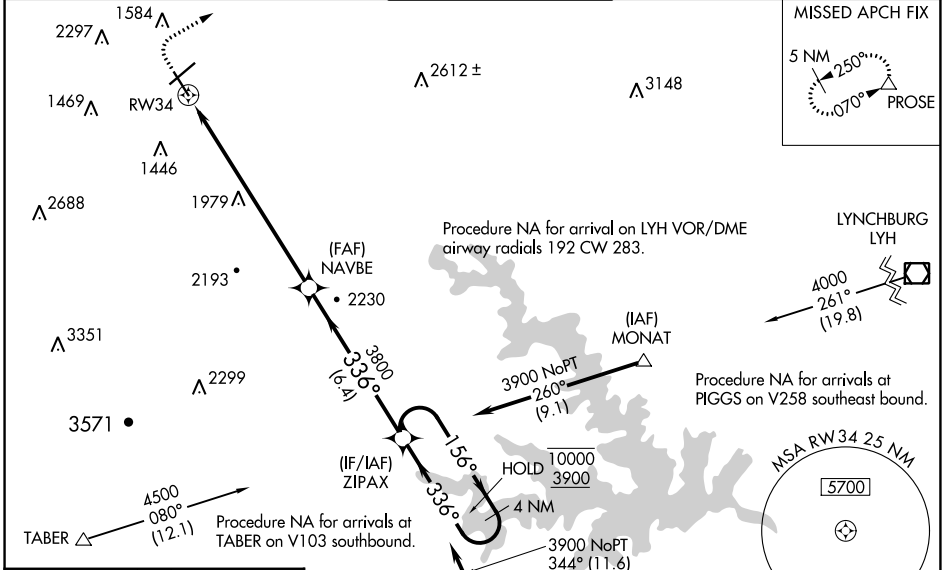 1584
2297
1469
RW34
1446
2612 ±
3148
MISSED APCH FIX
5 NM
250°
070°
PROSE
2688
1979
2193
(FAF)
NAVBE
2230
Procedure NA for arrival on LYH VOR/DME
airway radials 192 CW 283.
LYNCHBURG
LYH
4000
261°
(19.8)
3351
2299
3571
3800
336°
(6.4)
(IAF)
MONAT
3900 NoPT
260°
(9.1)
Procedure NA for arrivals at
PIGGS on V258 southeast bound.
(IF/IAF)
ZIPAX
156°
336°
HOLD
10000
3900
4 NM
MSA RW34 25 NM
5700
TABER
4500
080°
(12.1)
Procedure NA for arrivals at
TABER on V103 southbound.
3900 NoPT
344° (11.6)